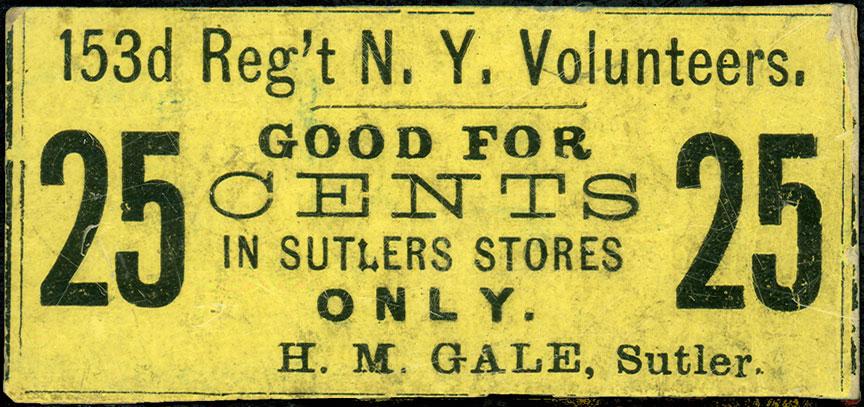 153d Reg't N. Y. Volunteers.
25 GOOD FOR 25
CENTS
IN SUTLERS STORES
ONLY.
H. M. GALE, Sutler.